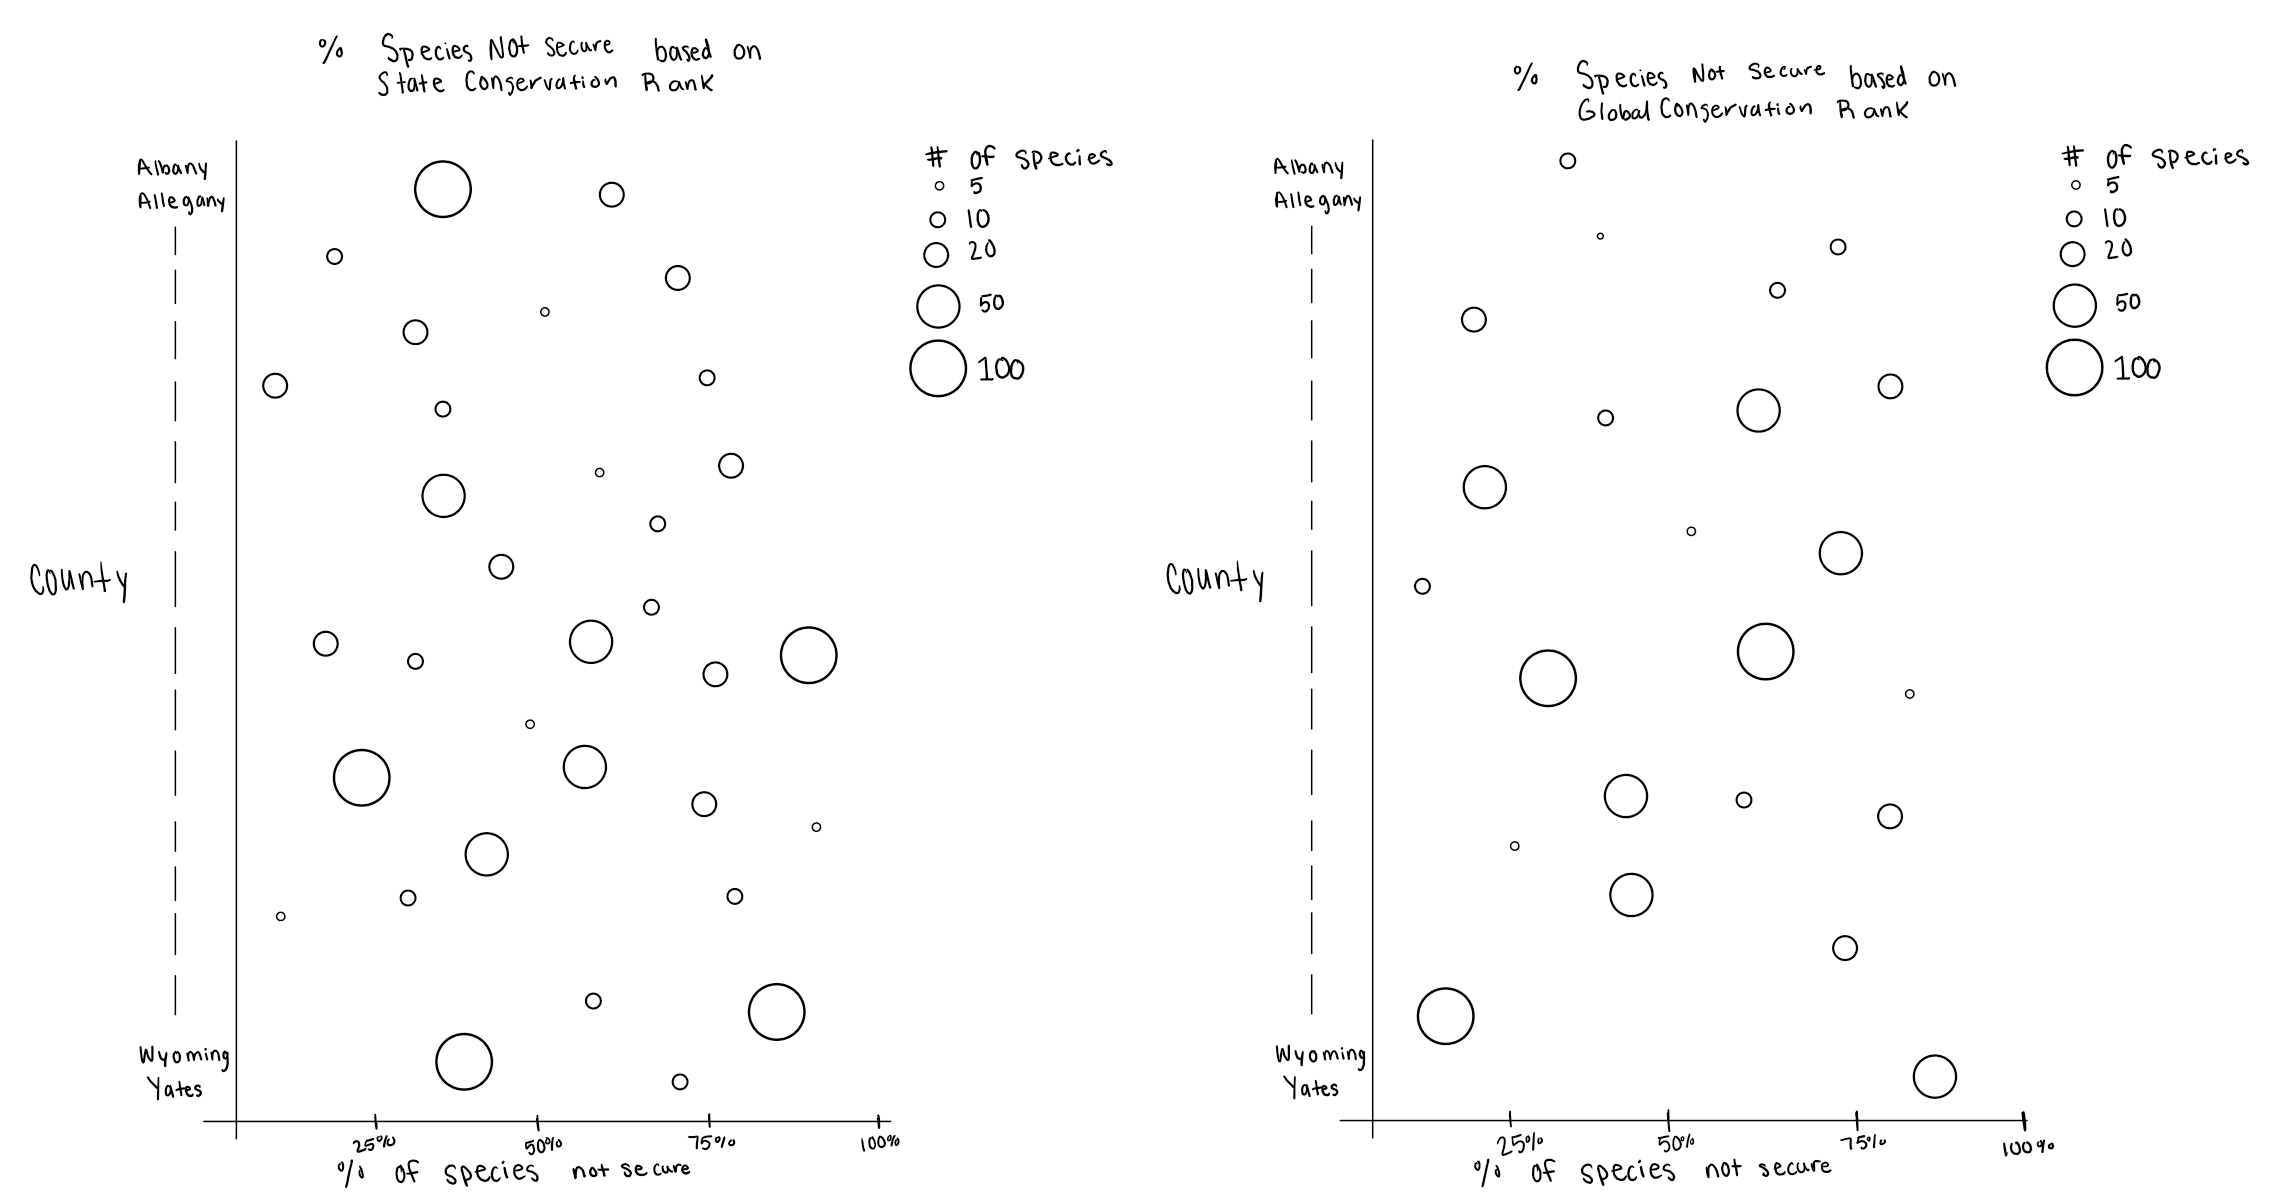 % Species Not Secure based on
State Conservation Rank
Albany
Allegany
County
Wyoming
Yates
# of species
5
10
20
50
100
25% 50% 75% 100%
% of species not secure
% Species Not Secure based on
Global Conservation Rank
Albany
Allegany
County
Wyoming
Yates
# of species
5
10
20
50
100
25% 50% 75% 100%
% of species not secure